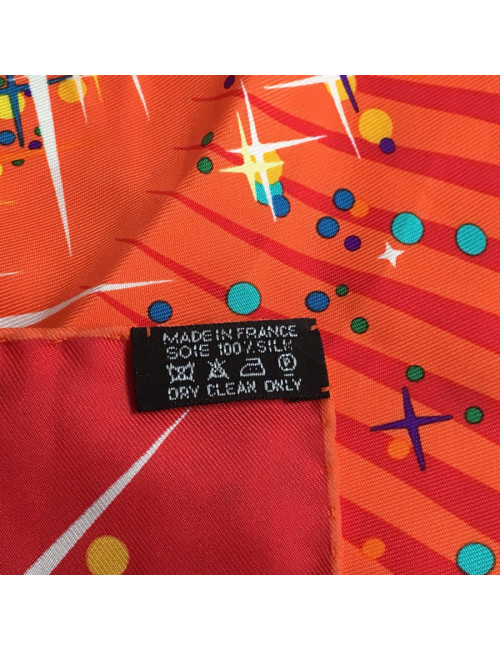 MADE IN FRANCE
SOIE 100% SILK
P
DRY CLEAN ONLY